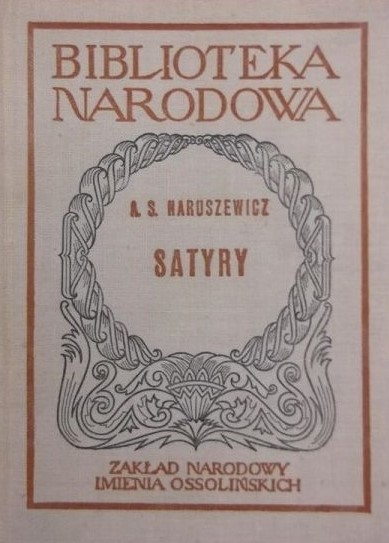 BIBLIOTEKA
NARODOWA
A. S. NARUSZEWICZ
SATYRY
ZAKŁAD NARODOWY
IMIENIA OSSOLIŃSKICH